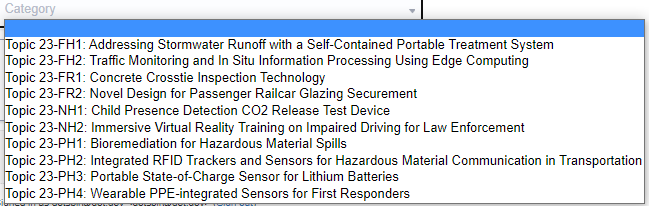 Category
Topic 23-FH1: Addressing Stormwater Runoff with a Self-Contained Portable Treatment System
Topic 23-FH2: Traffic Monitoring and In Situ Information Processing Using Edge Computing
Topic 23-FR1: Concrete Crosstie Inspection Technology
Topic 23-FR2: Novel Design for Passenger Railcar Glazing Securement
Topic 23-NH1: Child Presence Detection CO2 Release Test Device
Topic 23-NH2: Immersive Virtual Reality Training on Impaired Driving for Law Enforcement
Topic 23-PH1: Bioremediation for Hazardous Material Spills
Topic 23-PH2: Integrated RFID Trackers and Sensors for Hazardous Material Communication in Transportation
Topic 23-PH3: Portable State-of-Charge Sensor for Lithium Batteries
Topic 23-PH4: Wearable PPE-integrated Sensors for First Responders